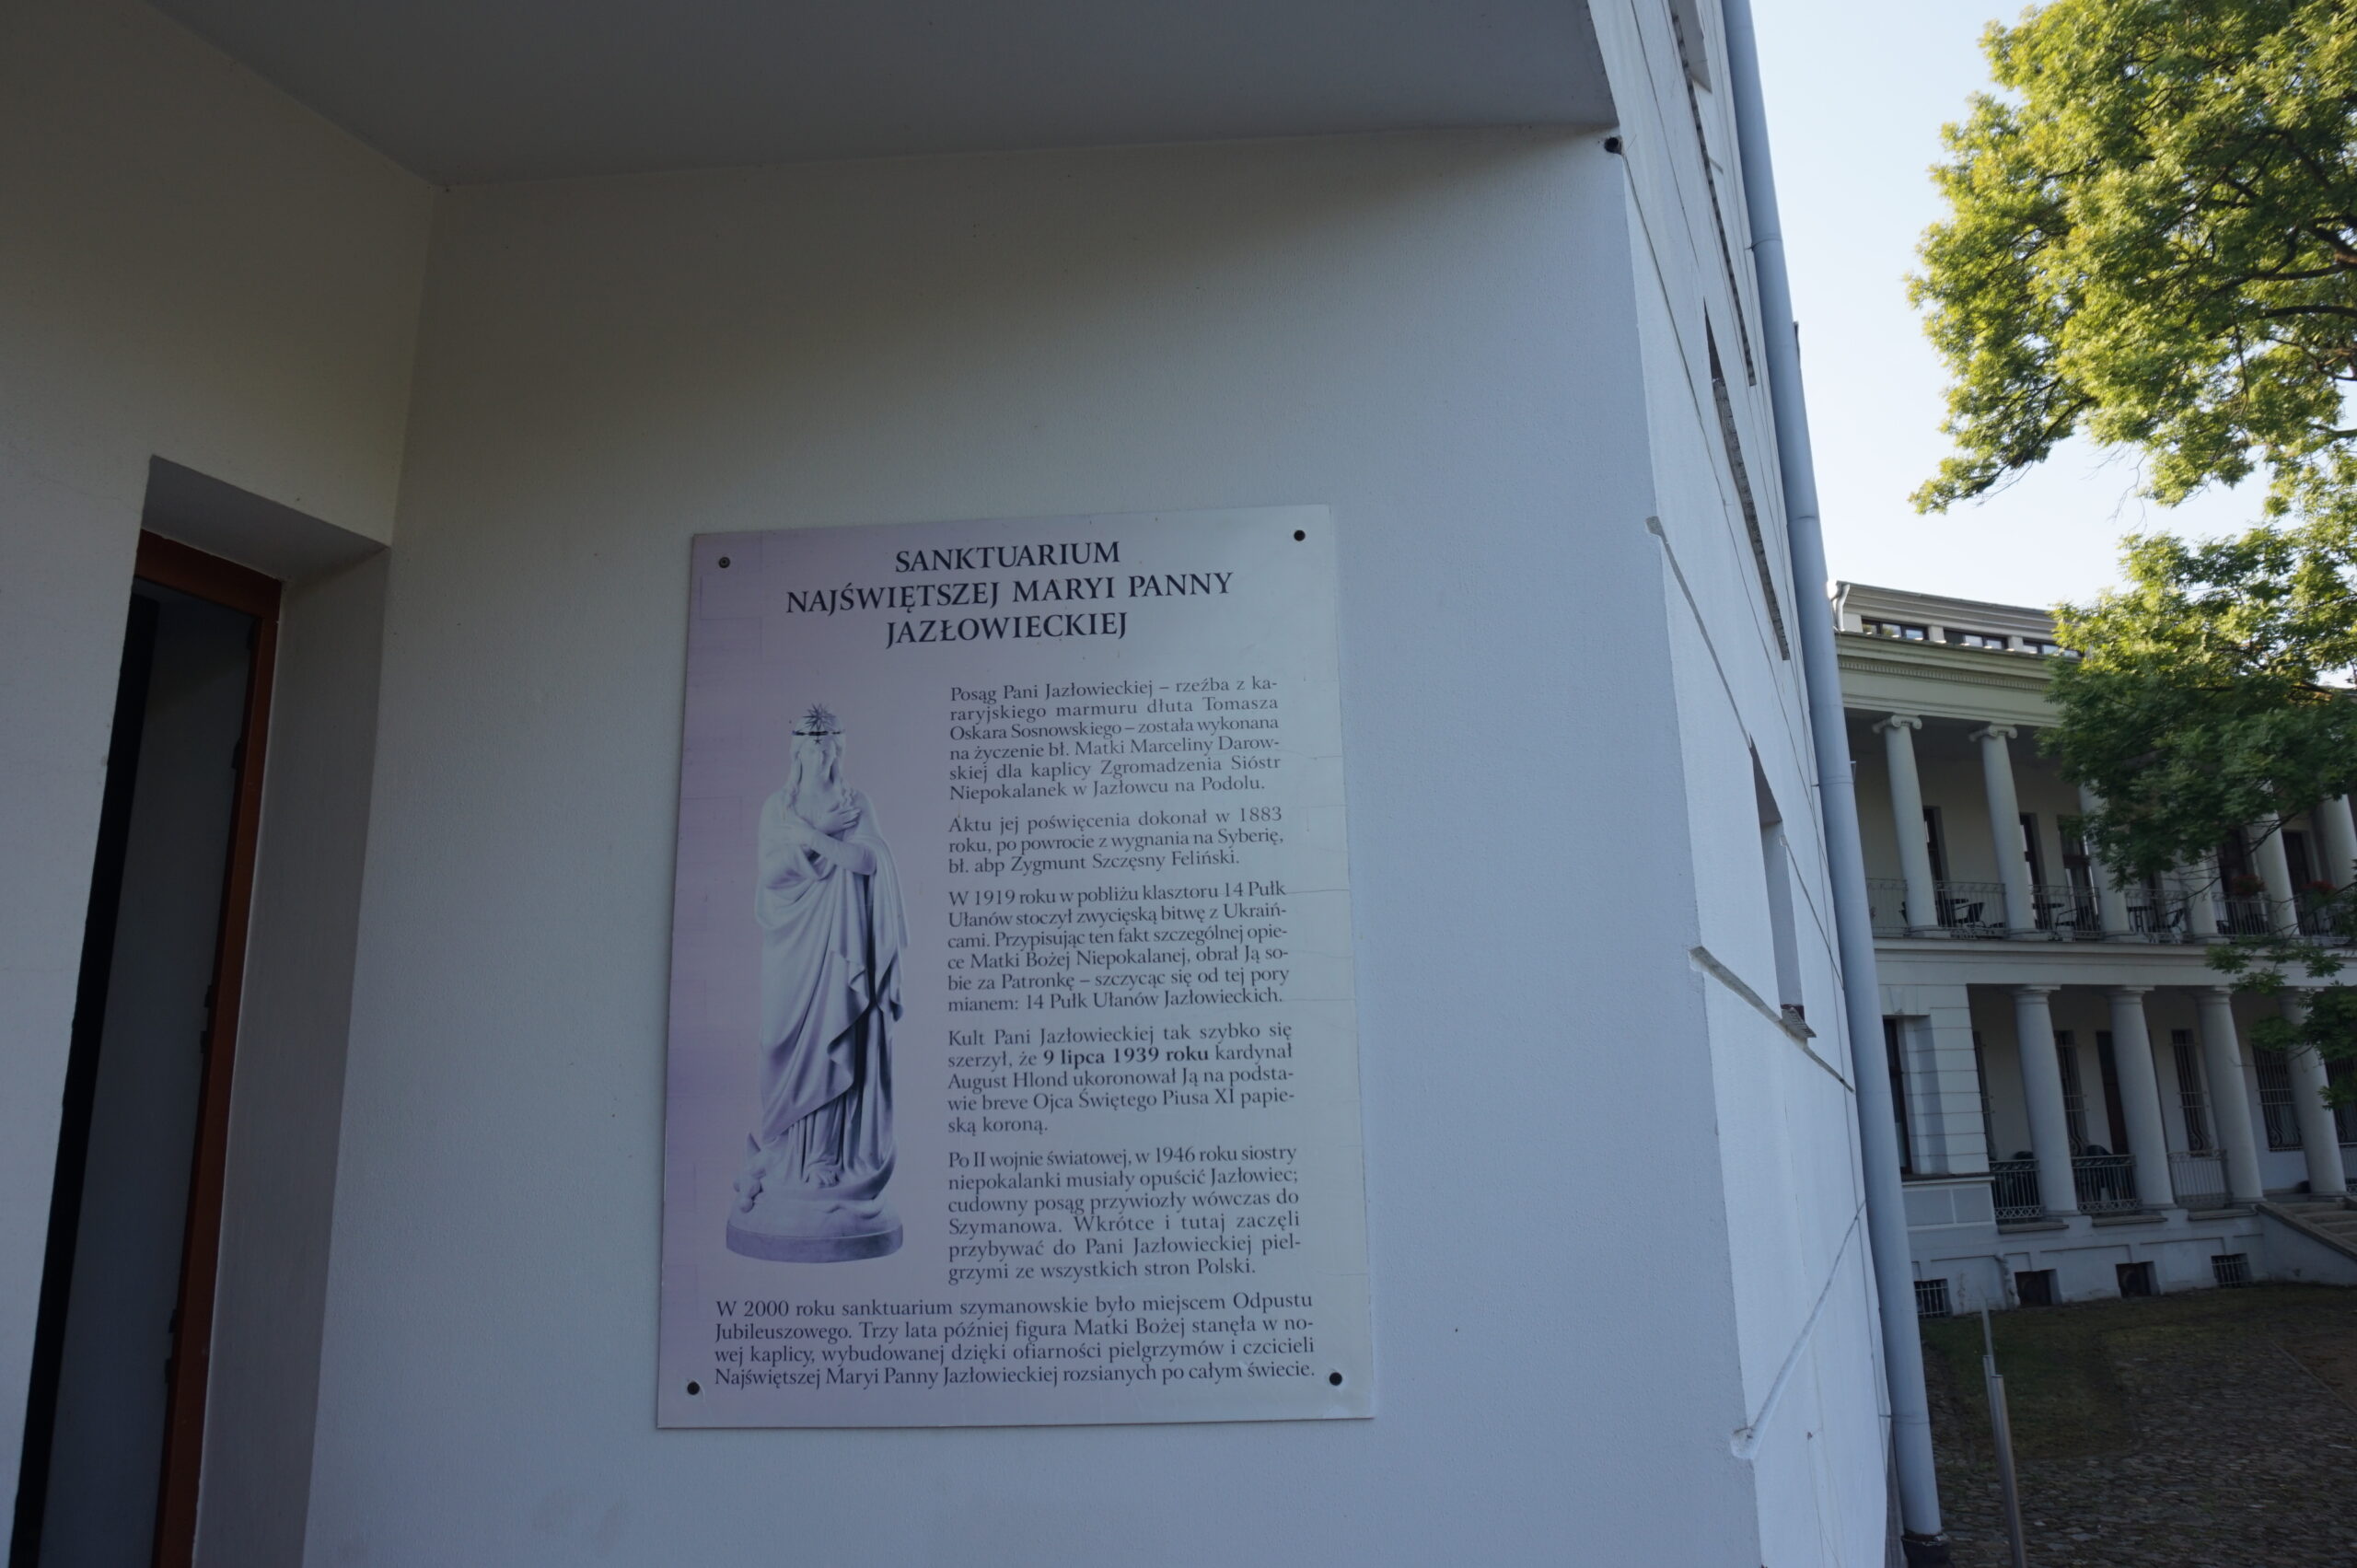 SANKTUARIUM
NAJŚWIĘTSZEJ MARYI PANNY
JAZŁOWIECKIEJ
Posąg Pani Jazłowieckiej – rzeźba z ka-
raryjskiego marmuru dłuta Tomasza
Oskara Sosnowskiego – została wykonana
na życzenie bł. Matki Marceliny Darow-
skiej dla kaplicy Zgromadzenia Sióstr
Niepokalanek w Jazłowcu na Podolu.
Aktu jej poświęcenia dokonał w 1883
roku, po powrocie z wygnania na Syberię,
bł. abp Zygmunt Szczęsny Feliński.
W 1919 roku w pobliżu klasztoru 14 Pułk
Ułanów stoczył zwycięską bitwę z Ukraiń-
cami. Przypisując ten fakt szczególnej opie-
ce Matki Bożej Niepokalanej, obrał Ją so-
bie za Patronkę – szczycąc się od tej pory
mianem: 14 Pułk Ułanów Jazłowieckich.
Kult Pani Jazłowieckiej tak szybko się
szerzył, że 9 lipca 1939 roku kardynał
August Hlond ukoronował Ją na podsta-
wie breve Ojca Świętego Piusa XI papie-
ską koroną.
Po II wojnie światowej, w 1946 roku siostry
niepokalanki musiały opuścić Jazłowiec;
cudowny posąg przywiozły wówczas do
Szymanowa. Wkrótce i tutaj zaczęli
przybywać do Pani Jazłowieckiej piel-
grzymi ze wszystkich stron Polski.
W 2000 roku sanktuarium szymanowskie było miejscem Odpustu
Jubileuszowego. Trzy lata później figura Matki Bożej stanęła w no-
wej kaplicy, wybudowanej dzięki ofiarności pielgrzymów i czcicieli
Najświętszej Maryi Panny Jazłowieckiej rozsianych po całym świecie.